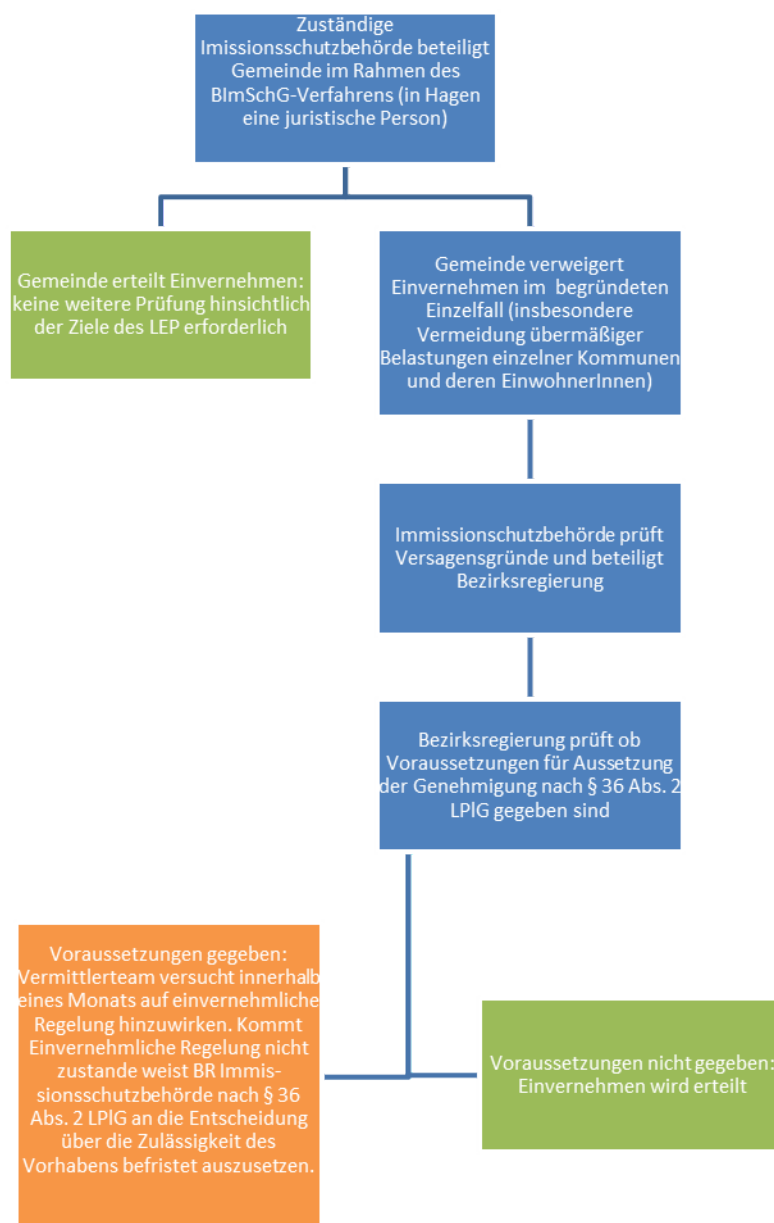 Zuständige
Imissionsschutzbehörde beteiligt
Gemeinde im Rahmen des
BImSchG-Verfahrens (in Hagen
eine juristische Person)
Gemeinde erteilt Einvernehmen:
keine weitere Prüfung hinsichtlich
der Ziele des LEP erforderlich
Gemeinde verweigert
Einvernehmen im begründeten
Einzelfall (insbesondere
Vermeidung übermäßiger
Belastungen einzelner Kommunen
und deren EinwohnerInnen)
Immissionschutzbehörde prüft
Versagensgründe und beteiligt
Bezirksregierung
Bezirksregierung prüft ob
Voraussetzungen für Aussetzung
der Genehmigung nach § 36 Abs. 2
LPlG gegeben sind
Voraussetzungen gegeben:
Vermittlerteam versucht innerhalb
eines Monats auf einvernehmliche
Regelung hinzuwirken. Kommt
Einvernehmliche Regelung nicht
zustande weist BR Immis-
sionsschutzbehörde nach § 36
Abs. 2 LPlG an die Entscheidung
über die Zulässigkeit des
Vorhabens befristet auszusetzen.
Voraussetzungen nicht gegeben:
Einvernehmen wird erteilt